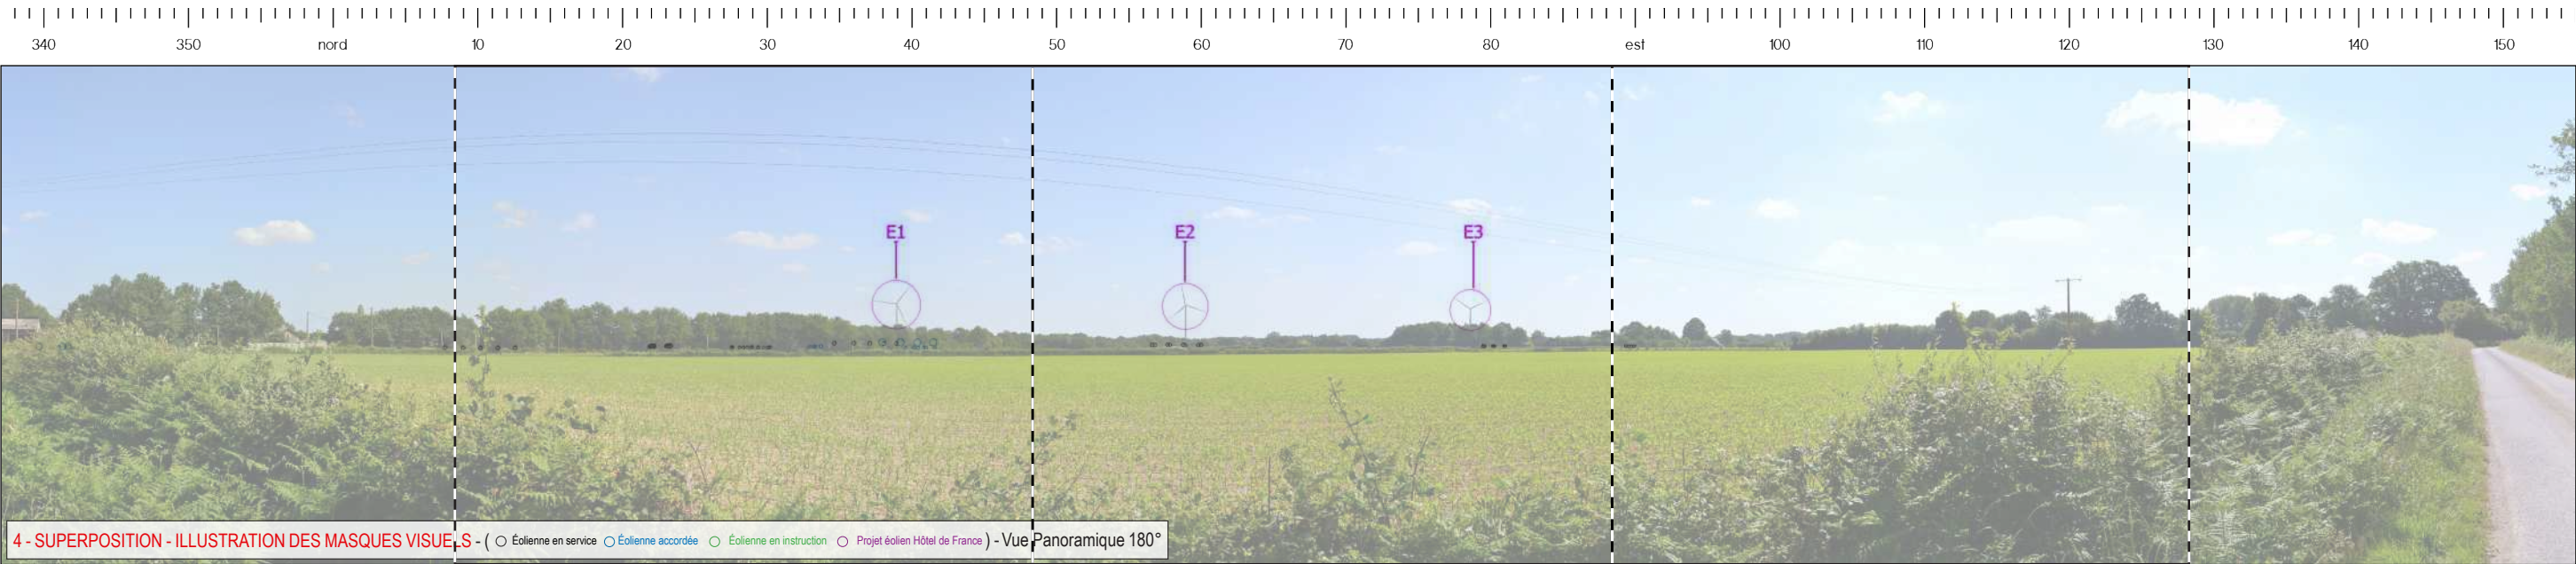 340 350 nord 10 20 30 40 50 60 70 80 est 100 110 120 130 140 150
E1 E2 E3
4 - SUPERPOSITION - ILLUSTRATION DES MASQUES VISUELS - ( Éolienne en service Éolienne accordée Éolienne en instruction Projet éolien Hôtel de France ) - Vue Panoramique 180°